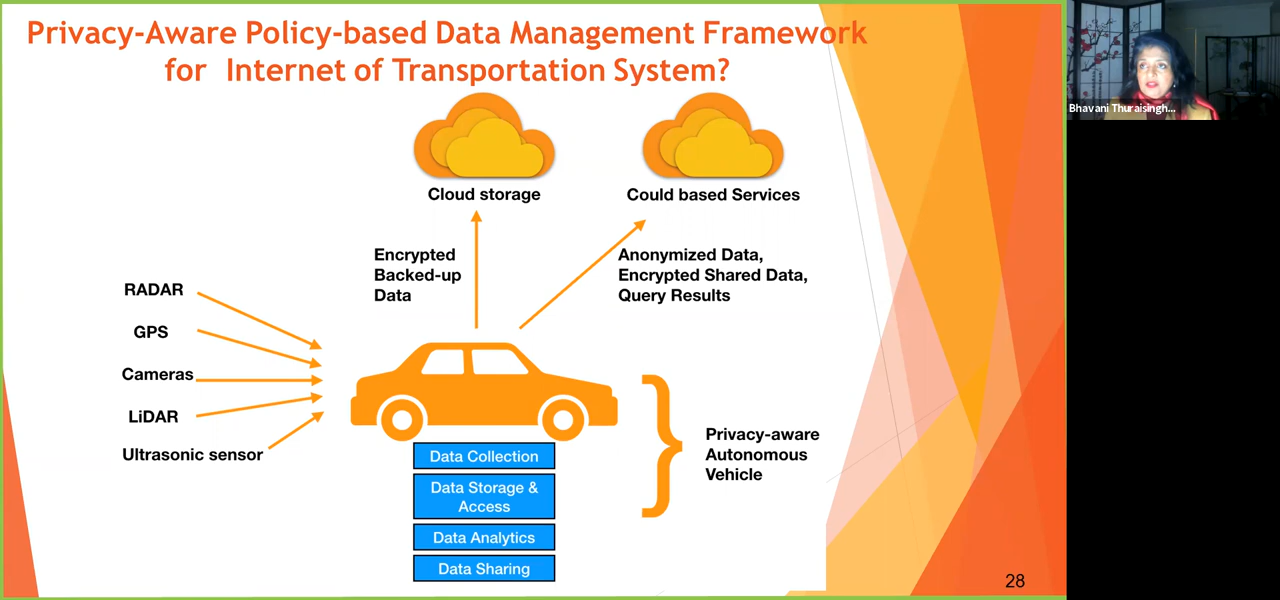 Privacy-Aware Policy-based Data Management Framework
for Internet of Transportation System?
Bhavani Thuraisingh...
Cloud storage
Could based Services
Encrypted
Backed-up
Data
Anonymized Data,
Encrypted Shared Data,
Query Results
RADAR
GPS
Cameras
LiDAR
Ultrasonic sensor
Data Collection
Data Storage &
Access
Data Analytics
Data Sharing
Privacy-aware
Autonomous
Vehicle
28